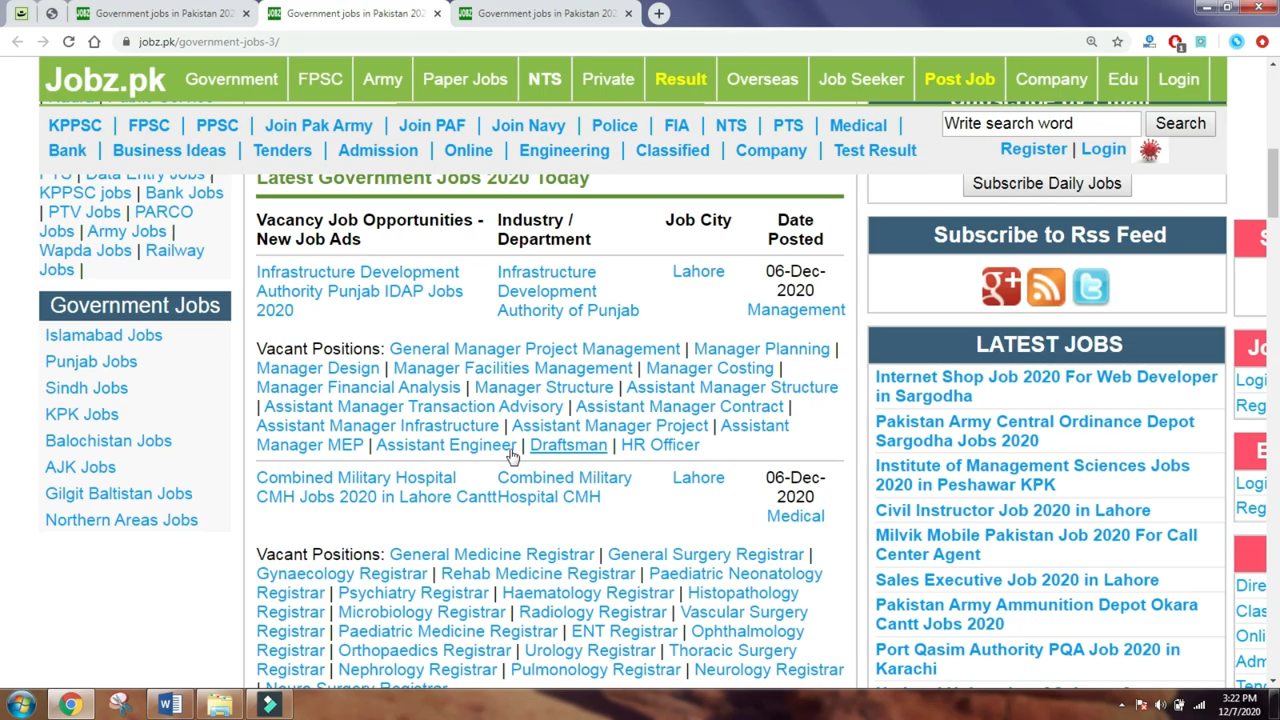 Government jobs in Pakistan 202
Government jobs in Pakistan 202
Government jobs in Pakistan 202
jobz.pk/government-jobs-3/
1
Jobz.pk Government FPSC Army Paper Jobs NTS Private Result Overseas Job Seeker Post Job Company Edu Login
KPPSC | FPSC | PPSC | Join Pak Army | Join PAF | Join Navy | Police | FIA | NTS | PTS | Medical |
Bank | Business Ideas | Tenders | Admission | Online | Engineering | Classified | Company | Test Result
Write search word
Search
Register | Login
PTS | Data Entry Jobs |
KPPSC jobs | Bank Jobs
| PTV Jobs | PARCO
Jobs | Army Jobs |
Wapda Jobs | Railway
Jobs |
Government Jobs
Islamabad Jobs
Punjab Jobs
Sindh Jobs
KPK Jobs
Balochistan Jobs
AJK Jobs
Gilgit Baltistan Jobs
Northern Areas Jobs
Latest Government Jobs 2020 Today
Vacancy Job Opportunities -
New Job Ads
Industry /
Department
Job City
Date
Posted
Infrastructure Development
Authority Punjab IDAP Jobs
2020
Infrastructure
Development
Authority of Punjab
Lahore
06-Dec-
2020
Management
Vacant Positions: General Manager Project Management | Manager Planning |
Manager Design | Manager Facilities Management | Manager Costing |
Manager Financial Analysis | Manager Structure | Assistant Manager Structure
| Assistant Manager Transaction Advisory | Assistant Manager Contract |
Assistant Manager Infrastructure | Assistant Manager Project | Assistant
Manager MEP | Assistant Engineer | Draftsman | HR Officer
Combined Military Hospital
CMH Jobs 2020 in Lahore Cantt
Combined Military
Hospital CMH
Lahore
06-Dec-
2020
Medical
Vacant Positions: General Medicine Registrar | General Surgery Registrar |
Gynaecology Registrar | Rehab Medicine Registrar | Paediatric Neonatology
Registrar | Psychiatry Registrar | Haematology Registrar | Histopathology
Registrar | Microbiology Registrar | Radiology Registrar | Vascular Surgery
Registrar | Paediatric Medicine Registrar | ENT Registrar | Ophthalmology
Registrar | Orthopaedics Registrar | Urology Registrar | Thoracic Surgery
Registrar | Nephrology Registrar | Pulmonology Registrar | Neurology Registrar
Subscribe Daily Jobs
Subscribe to Rss Feed
LATEST JOBS
Internet Shop Job 2020 For Web Developer
in Sargodha
Pakistan Army Central Ordinance Depot
Sargodha Jobs 2020
Institute of Management Sciences Jobs
2020 in Peshawar KPK
Civil Instructor Job 2020 in Lahore
Milvik Mobile Pakistan Job 2020 For Call
Center Agent
Sales Executive Job 2020 in Lahore
Pakistan Army Ammunition Depot Okara
Cantt Jobs 2020
Port Qasim Authority PQA Job 2020 in
Karachi
3:22 PM
12/7/2020